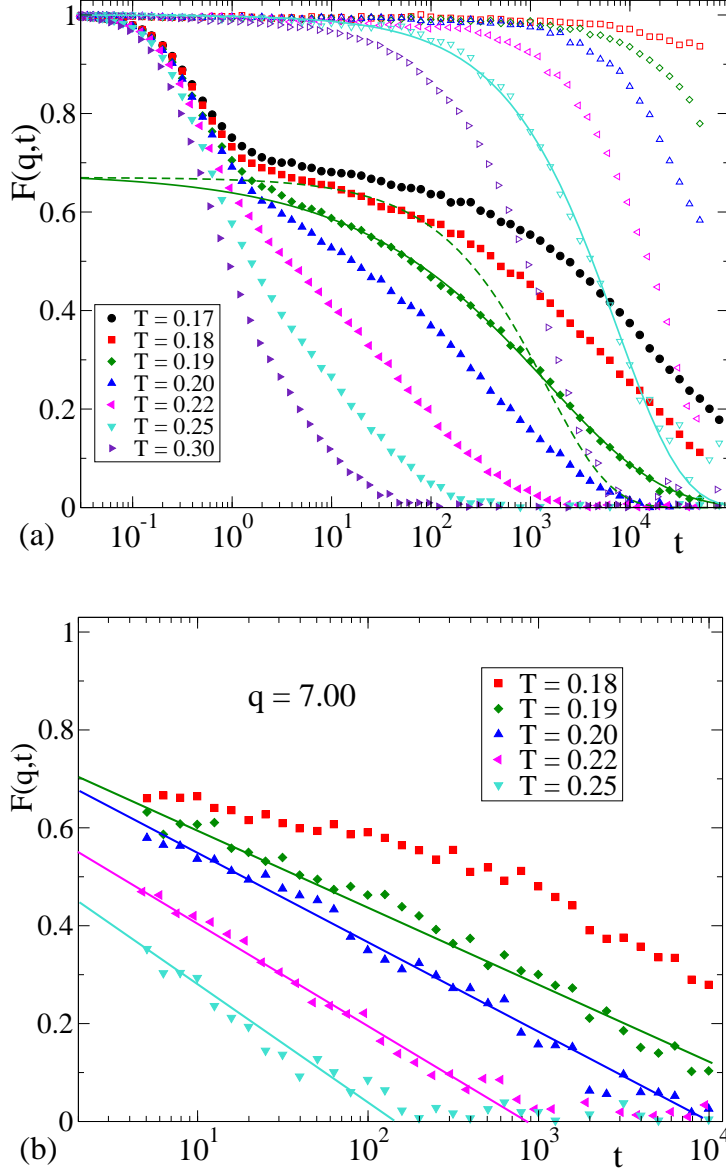 1
0.8
0.6
0.4
0.2
0
F(q,t)
T = 0.17
T = 0.18
T = 0.19
T = 0.20
T = 0.22
T = 0.25
T = 0.30
10^-1 10^0 10^1 10^2 10^3 10^4 t
(a)
1
0.8
0.6
0.4
0.2
0
F(q,t)
q = 7.00
T = 0.18
T = 0.19
T = 0.20
T = 0.22
T = 0.25
10^1 10^2 10^3 t 10^4
(b)